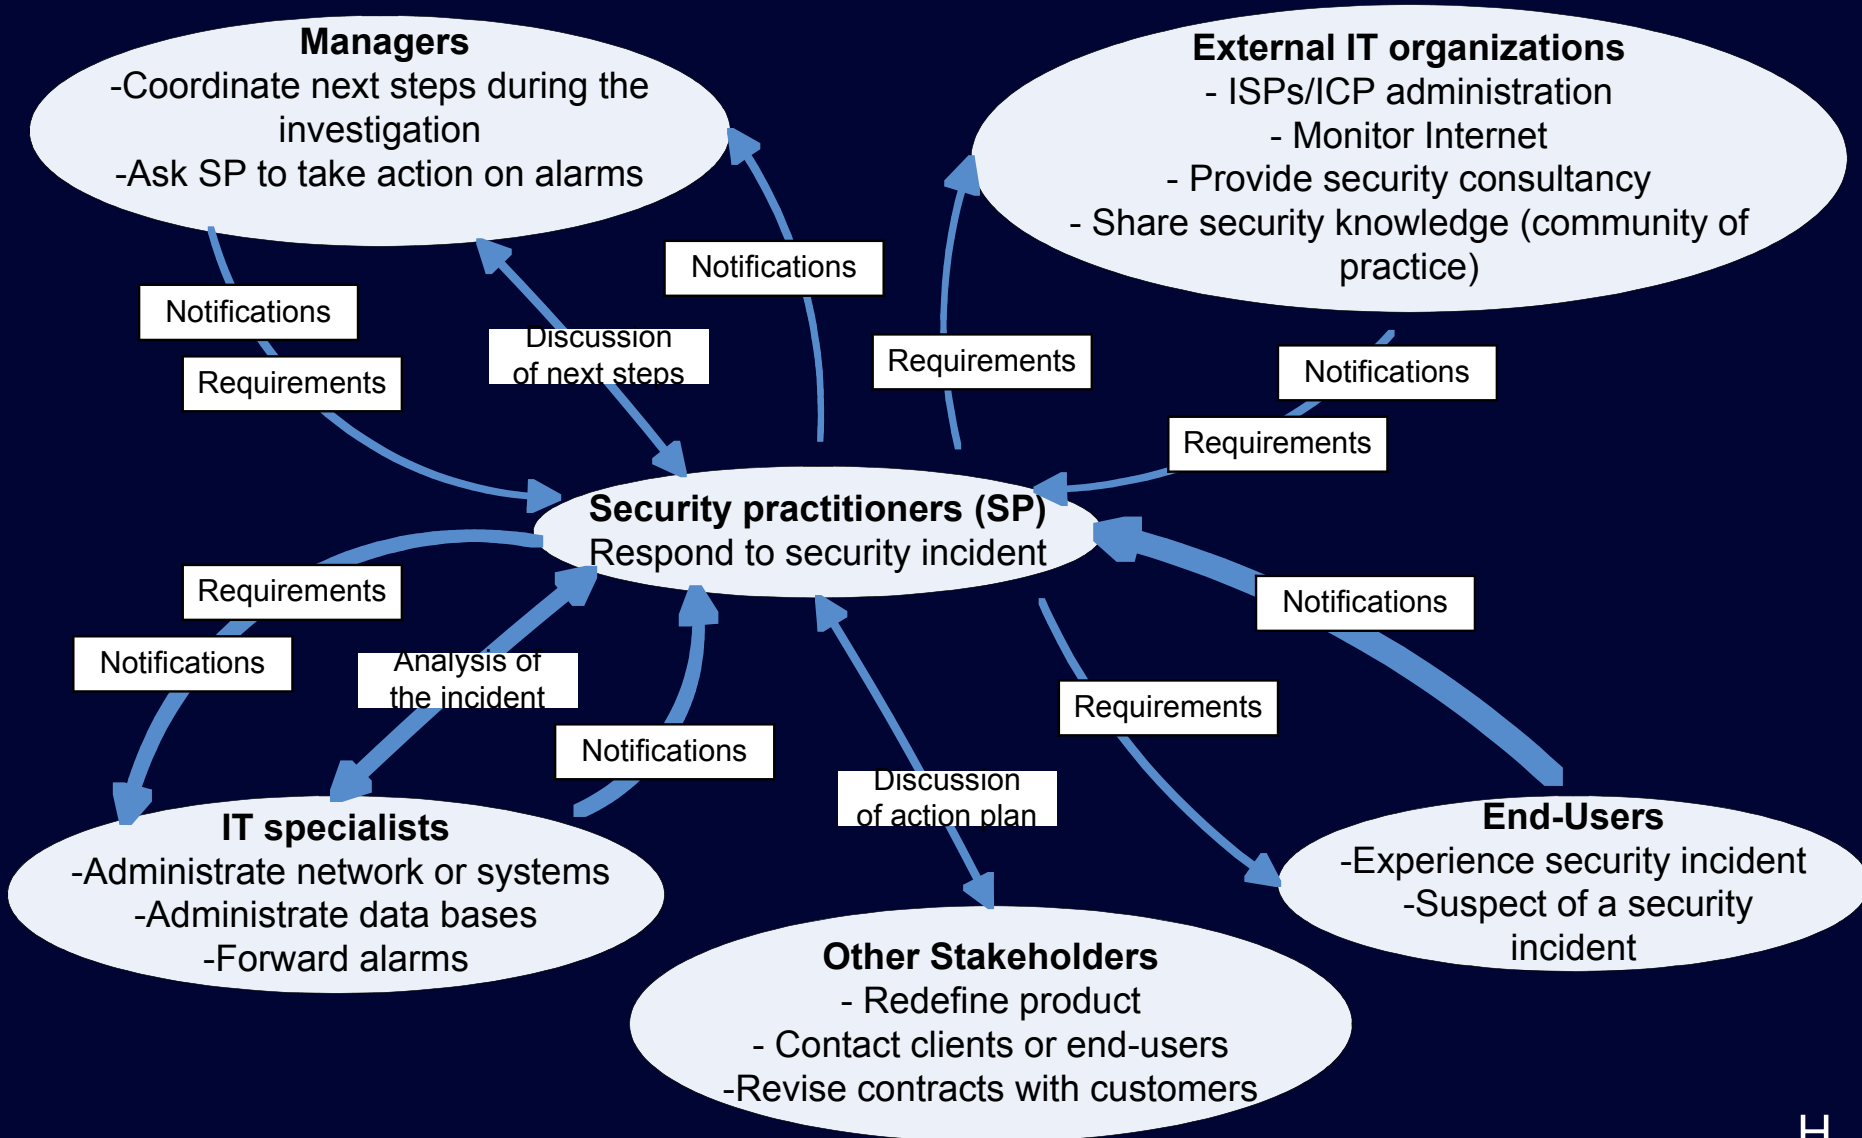 Managers
-Coordinate next steps during the
investigation
-Ask SP to take action on alarms
External IT organizations
- ISPs/ICP administration
- Monitor Internet
- Provide security consultancy
- Share security knowledge (community of
practice)
Notifications
Requirements
Discussion
of next steps
Notifications
Requirements
Notifications
Requirements
Security practitioners (SP)
Respond to security incident
Requirements
Notifications
Analysis of
the incident
Notifications
Discussion
of action plan
Requirements
Notifications
IT specialists
-Administrate network or systems
-Administrate data bases
-Forward alarms
Other Stakeholders
- Redefine product
- Contact clients or end-users
-Revise contracts with customers
End-Users
-Experience security incident
-Suspect of a security
incident